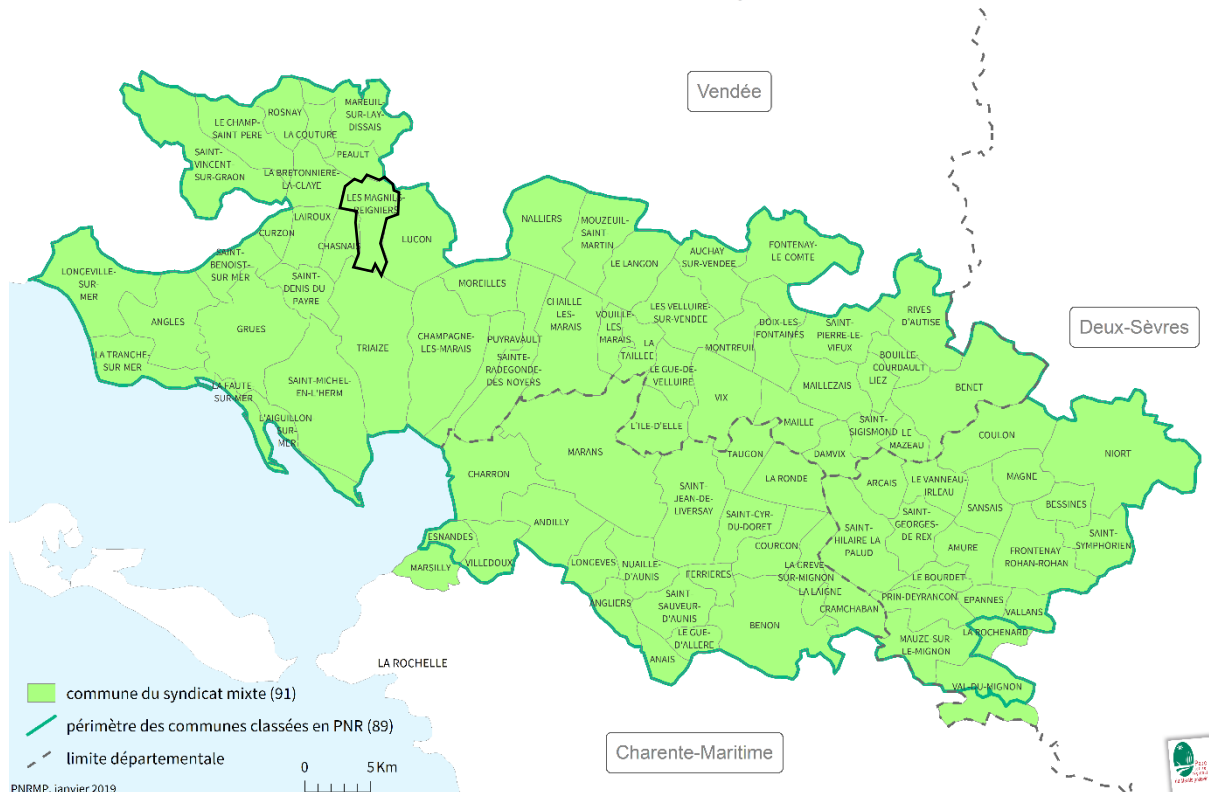 Vendée
Deux-Sèvres
Charente-Maritime
MAREUIL-
SUR-LAY-
DISSAIS
ROSNAY
LE CHAMP-
SAINT PERE
LA COUTURE
PEAULT
SAINT-
VINCENT
SUR-GRAON
LA BRETONNIERE-
LA-CLAYE
LES MAGNILS-
REIGNIERS
LAIROUX
CURZON
CHASNAIS
LUCON
NALLIERS
MOUZEUIL-
SAINT
MARTIN
LE LANGON
AUCHAY
SUR-VENDEE
FONTENAY-
LE COMTE
LONGEVILLE-
SUR-
MER
SAINT-
BENOIST-
SUR MER
SAINT-
DENIS DU
PAYRE
MOREILLES
CHAILLE
LES-
MARAIS
VOUILLE-
LES
MARAIS
LES VELLUIRE-
SUR-VENDEE
LA
TAILLEE
LE GUE-DE-
VELLUIRE
MONTREUIL
DOIX-LES
FONTAINES
SAINT-
PIERRE-LE-
VIEUX
RIVES
D'AUTISE
BOUILLE-
COURDAULT
LIEZ
BENET
ANGLES
GRUES
TRIAIZE
CHAMPAGNE-
LES-MARAIS
PUYRAVAULT
SAINTE-
RADEGONDE-
DES NOYERS
LA TRANCHE-
SUR MER
LA FAUTE
SUR-MER
SAINT-MICHEL-
EN-L'HERM
L'AIGUILLON
SUR-
MER
MAILLEZAIS
VIX
L'ILE-D'ELLE
MAILLE
SAINT-
SIGISMOND
LE
MAZEAU
DAMVIX
COULON
NIORT
MARANS
TAUGON
LA RONDE
CHARRON
SAINT-
JEAN-DE-
LIVERSAY
ARCAIS
LE VANNEAU-
IRLEAU
MAGNE
SANSAIS
BESSINES
SAINT-
SYMPHORIEN
SAINT-CYR-
DU-DORET
SAINT-
HILAIRE LA
PALUD
SAINT-
GEORGES-
DE REX
AMURE
FRONTENAY
ROHAN-ROHAN
ANDILLY
COURCON
ESNANDES
MARSILLY
VILLEDOUX
LONGEVES
NUAILLE-
D'AUNIS
FERRIERES
LA GREVE
SUR-MIGNON
LA LAIGNE
CRAMCHABAN
LE BOURDET
PRIN-DEYRANCON
EPANNES
VALLANS
ANGLIERS
SAINT
SAUVEUR-
D'AUNIS
LE GUE-
D'ALLERE
BENON
ANAIS
MAUZE SUR
LE-MIGNON
LA ROCHENARD
VAL-DU-MIGNON
LA ROCHELLE
commune du syndicat mixte (91)
périmètre des communes classées en PNR (89)
limite départementale
0 5 Km
PNRMP, janvier 2019